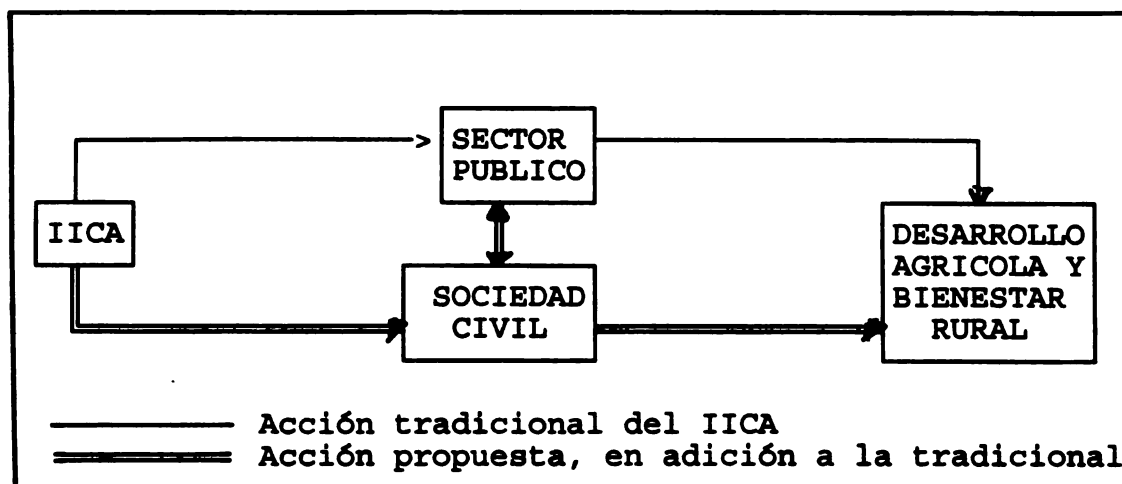 SECTOR
PUBLICO
IICA
DESARROLLO
AGRICOLA Y
BIENESTAR
RURAL
SOCIEDAD
CIVIL
Acción tradicional del IICA
Acción propuesta, en adición a la tradicional